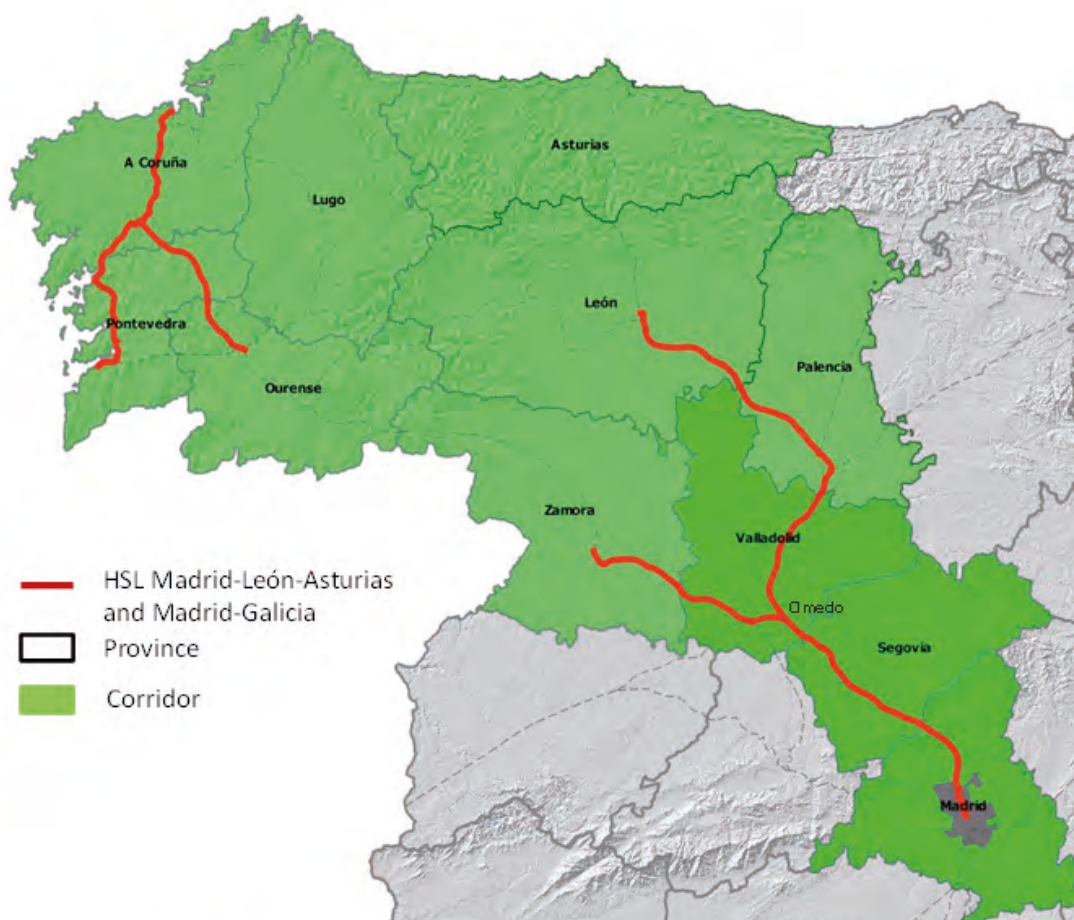 Asturias
A Coruña
Lugo
León
Pontevedra
Palencia
Ourense
Zamora
Valladolid
Olmedo
Segovia
Madrid
HSL Madrid-León-Asturias
and Madrid-Galicia
Province
Corridor